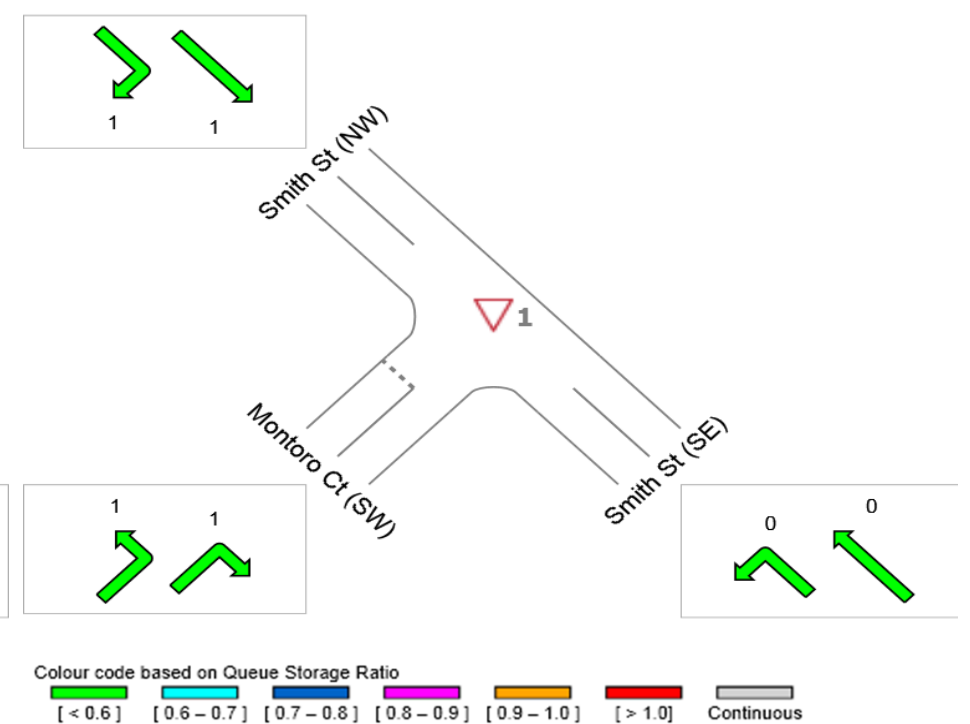 1
1
Smith St (NW)
1
Montoro Ct (SW)
Smith St (SE)
1
1
0
0
Colour code based on Queue Storage Ratio
[ < 0.6 ] [ 0.6 – 0.7 ] [ 0.7 – 0.8 ] [ 0.8 – 0.9 ] [ 0.9 – 1.0 ] [ > 1.0] Continuous